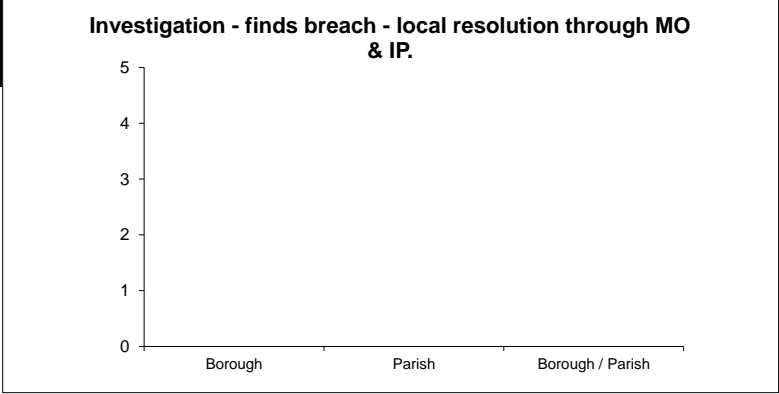 Investigation - finds breach - local resolution through MO
& IP.
5
4
3
2
1
0
Borough Parish Borough / Parish